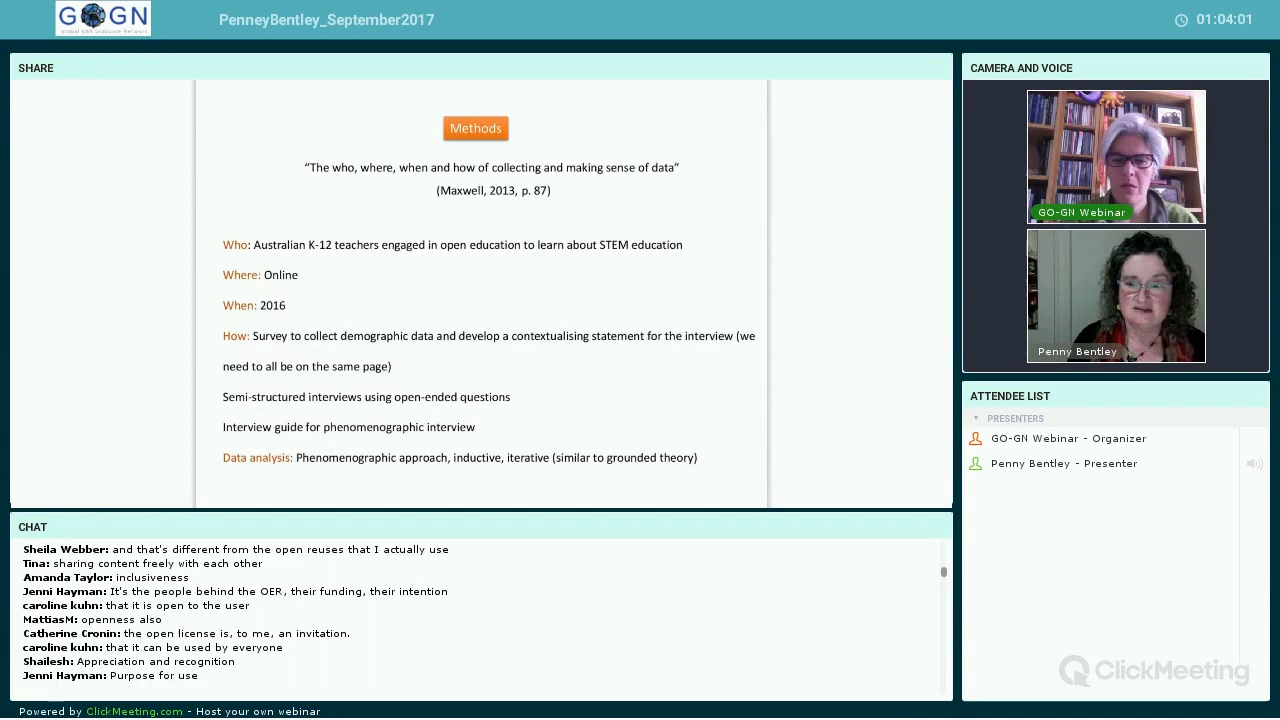 GOGN
Global OER Graduate Network
PenneyBentley_September2017
01:04:01
SHARE
Methods
“The who, where, when and how of collecting and making sense of data”
(Maxwell, 2013, p. 87)
Who: Australian K-12 teachers engaged in open education to learn about STEM education
Where: Online
When: 2016
How: Survey to collect demographic data and develop a contextualising statement for the interview (we
need to all be on the same page)
Semi-structured interviews using open-ended questions
Interview guide for phenomenographic interview
Data analysis: Phenomenographic approach, inductive, iterative (similar to grounded theory)
CAMERA AND VOICE
GO-GN Webinar
Penny Bentley
ATTENDEE LIST
PRESENTERS
GO-GN Webinar - Organizer
Penny Bentley - Presenter
ClickMeeting
CHAT
Sheila Webber: and that's different from the open reuses that I actually use
Tina: sharing content freely with each other
Amanda Taylor: inclusiveness
Jenni Hayman: It's the people behind the OER, their funding, their intention
caroline kuhn: that it is open to the user
MattiasM: openness also
Catherine Cronin: the open license is, to me, an invitation.
caroline kuhn: that it can be used by everyone
Shailesh: Appreciation and recognition
Jenni Hayman: Purpose for use
Powered by ClickMeeting.com - Host your own webinar